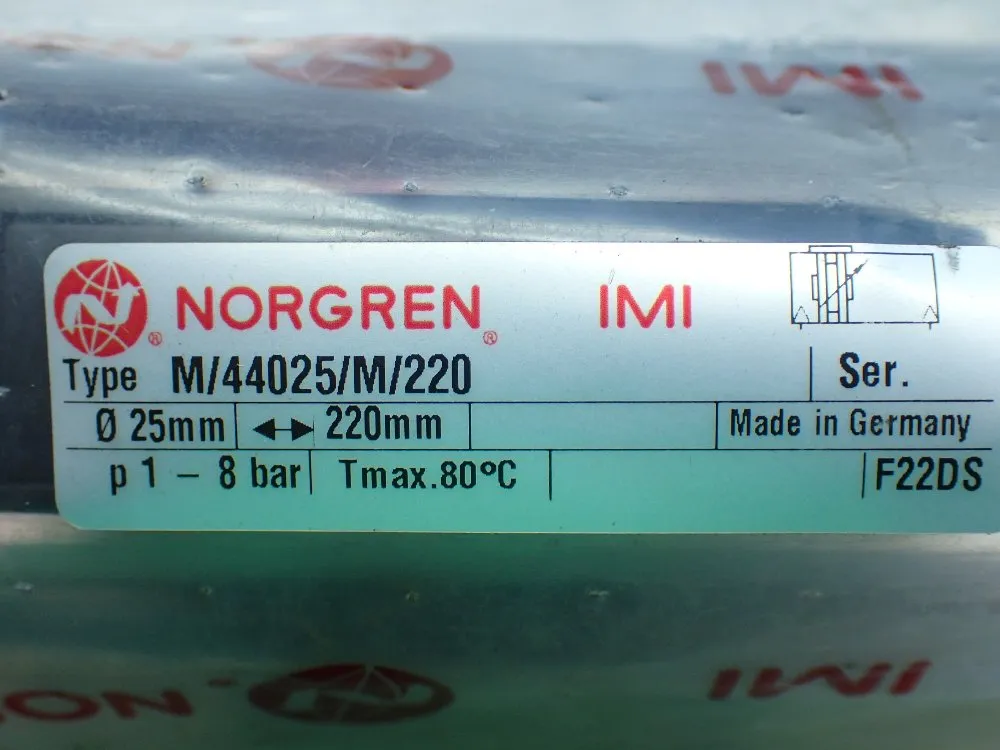 IMI
NORGREN® IMI
Type M/44025/M/220 Ser.
Ø 25mm ↔ 220mm Made in Germany
p 1 – 8 bar Tmax.80°C F22DS
IMI